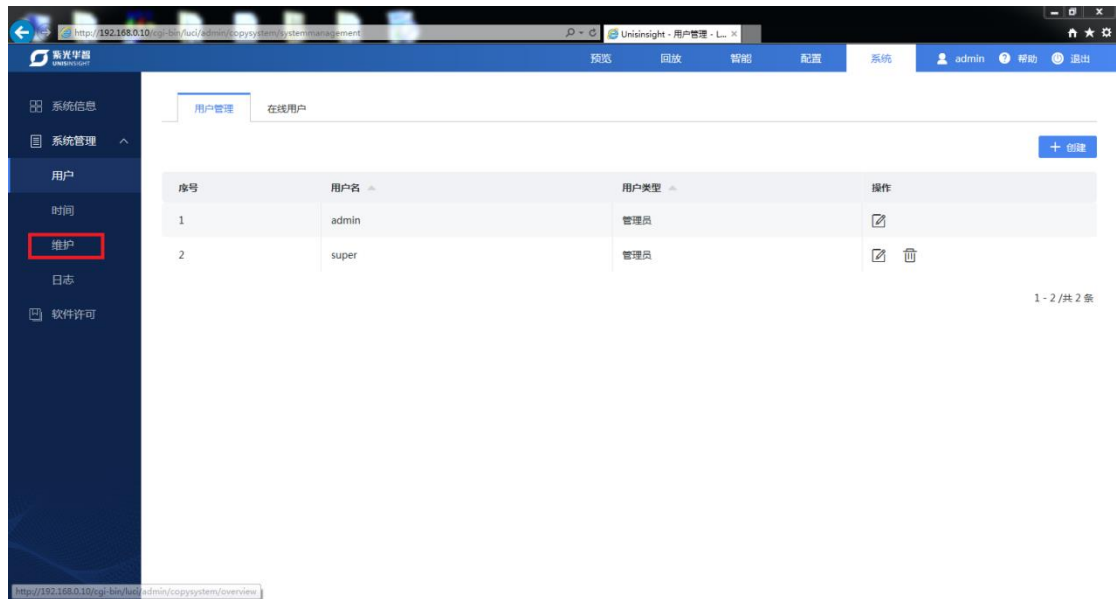 http://192.168.0.10/cgi-bin/luci/admin/copysystem/systemmanagement
Unisinsight - 用户管理 - L... ×
紫光华智
UNISINSIGHT
预览 回放 智能 配置 系统 admin 帮助 退出
系统信息
系统管理
用户
时间
维护
日志
软件许可
用户管理 在线用户
+ 创建
序号 用户名 用户类型 操作
1 admin 管理员
2 super 管理员
1 - 2 /共 2 条
http://192.168.0.10/cgi-bin/luci/admin/copysystem/overview